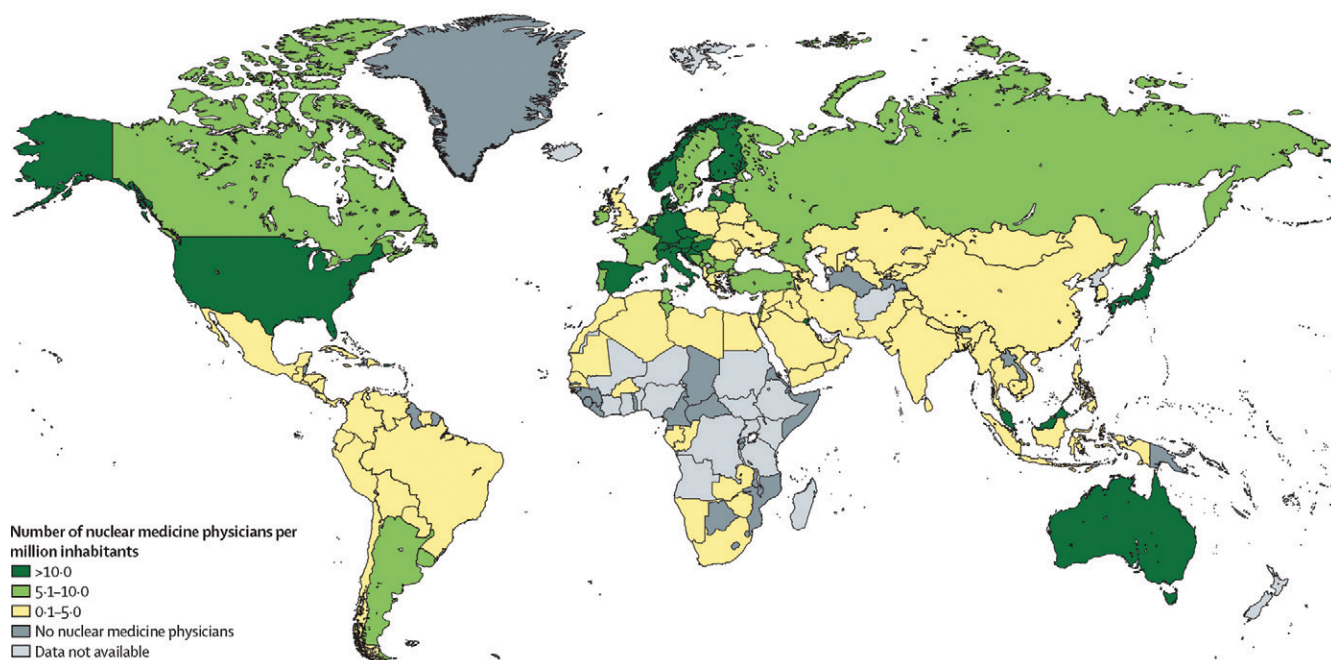 Number of nuclear medicine physicians per
million inhabitants
>10·0
5·1–10·0
0·1–5·0
No nuclear medicine physicians
Data not available